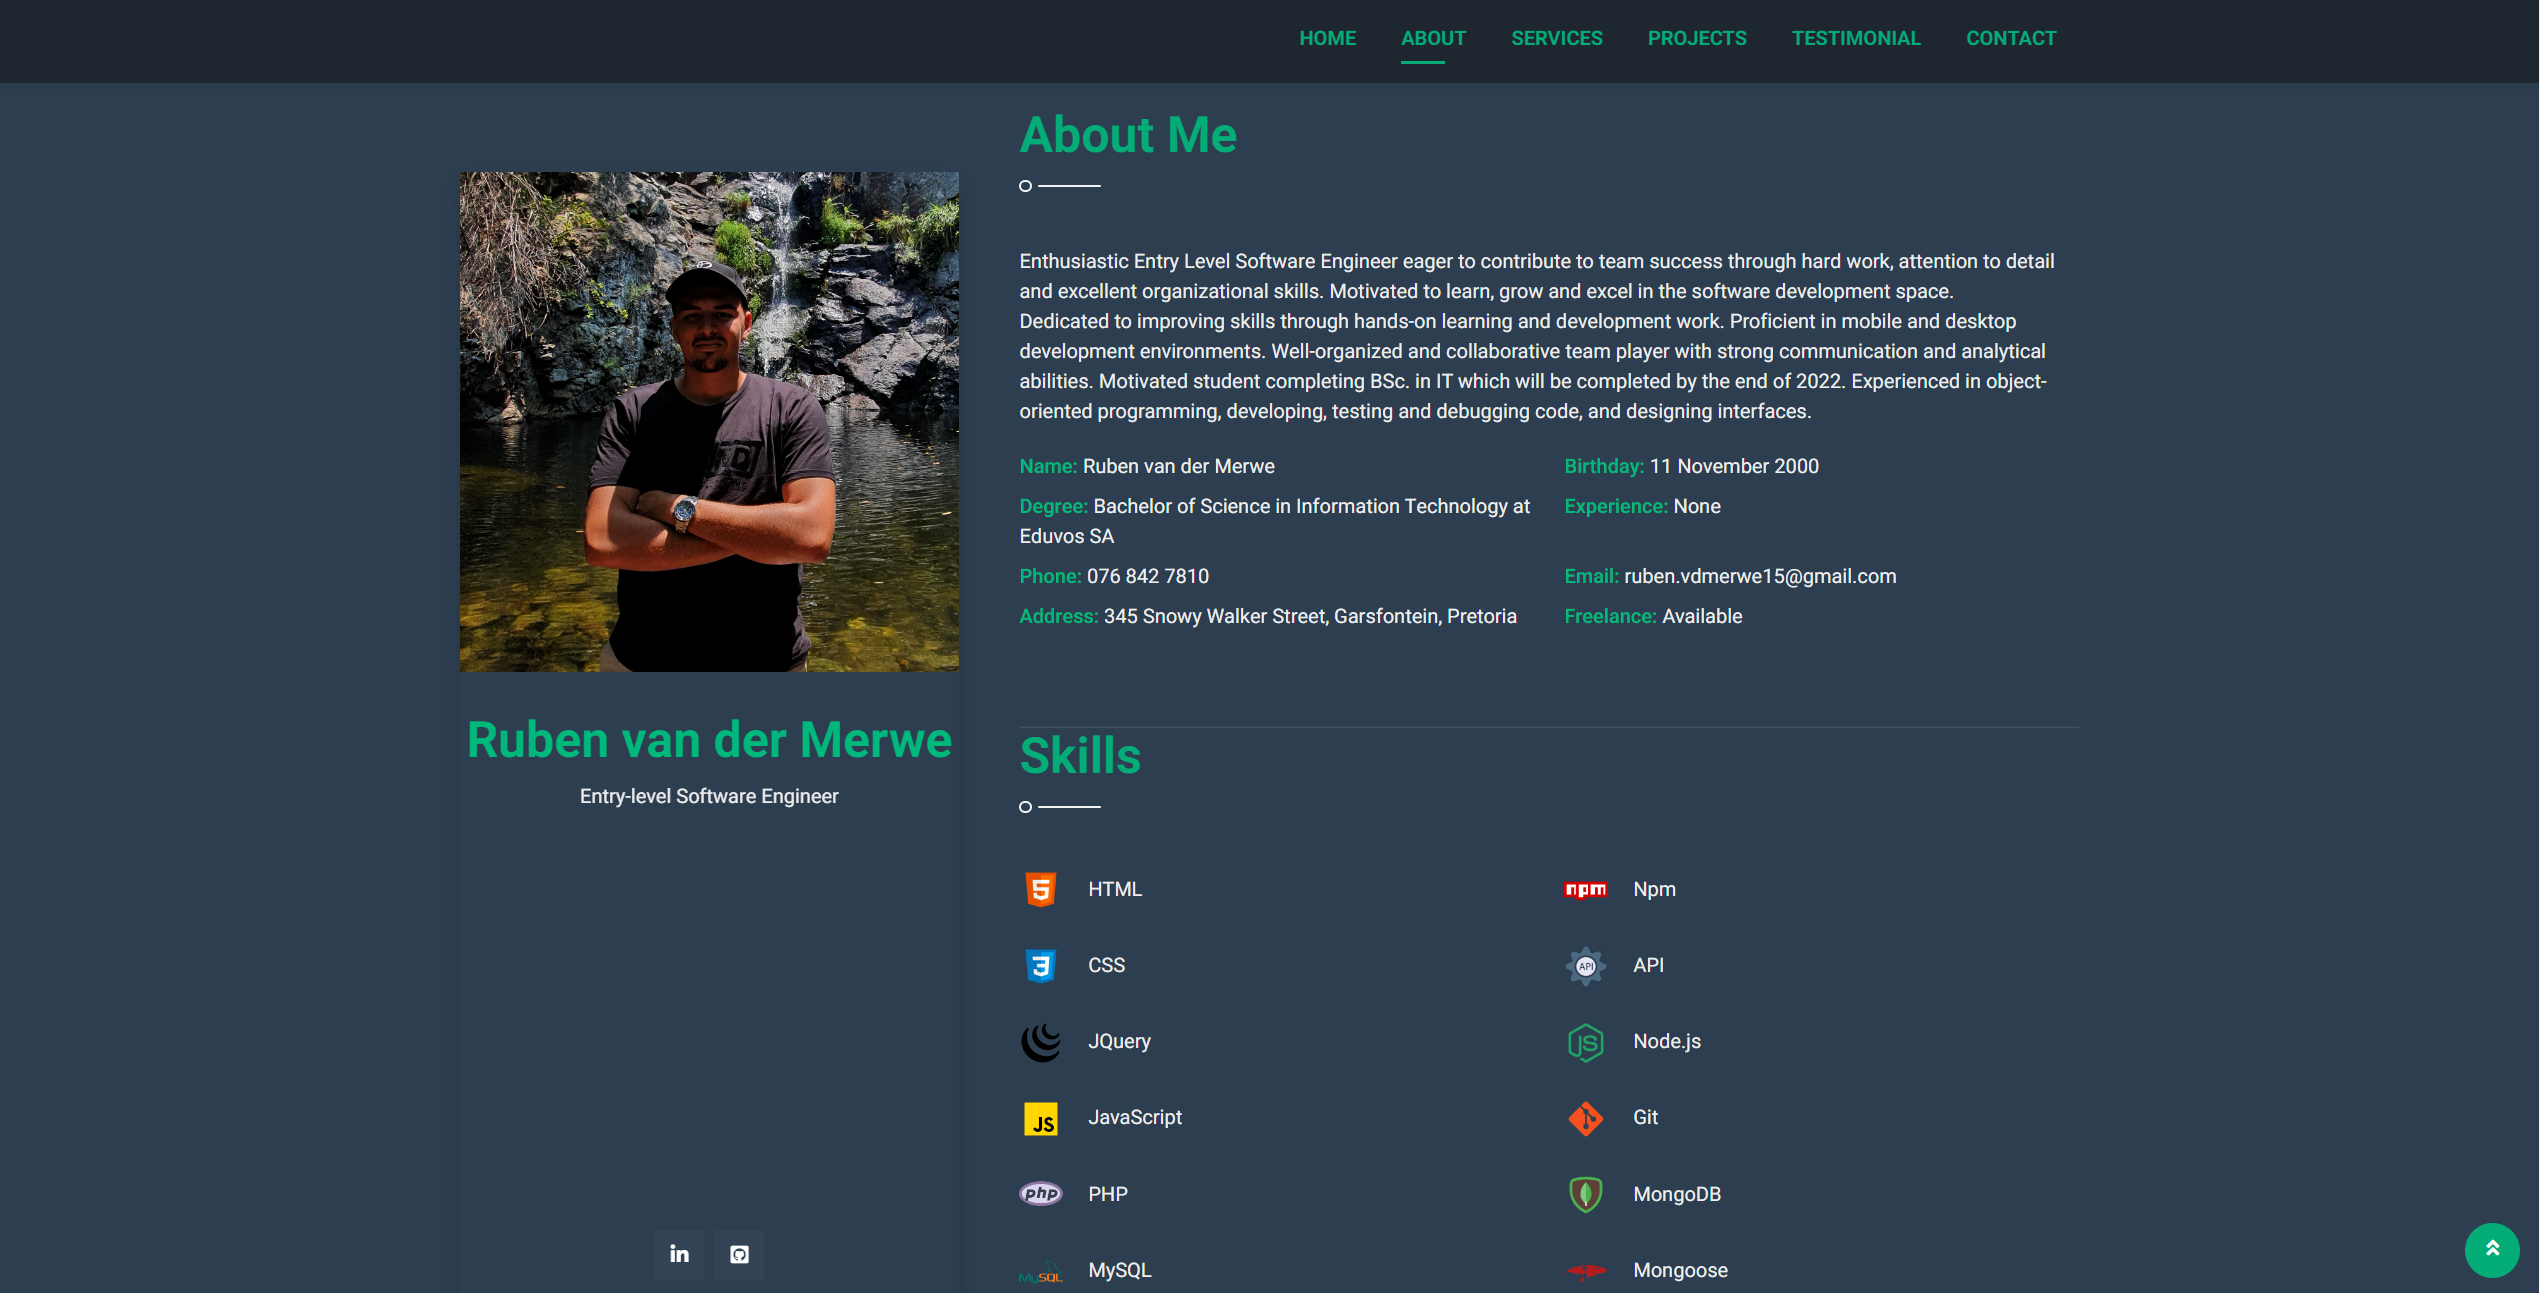 HOME ABOUT SERVICES PROJECTS TESTIMONIAL CONTACT
Ruben van der Merwe
Entry-level Software Engineer
About Me
Enthusiastic Entry Level Software Engineer eager to contribute to team success through hard work, attention to detail
and excellent organizational skills. Motivated to learn, grow and excel in the software development space.
Dedicated to improving skills through hands-on learning and development work. Proficient in mobile and desktop
development environments. Well-organized and collaborative team player with strong communication and analytical
abilities. Motivated student completing BSc. in IT which will be completed by the end of 2022. Experienced in object-
oriented programming, developing, testing and debugging code, and designing interfaces.
Name: Ruben van der Merwe
Birthday: 11 November 2000
Degree: Bachelor of Science in Information Technology at
Eduvos SA
Experience: None
Phone: 076 842 7810
Email: ruben.vdmerwe15@gmail.com
Address: 345 Snowy Walker Street, Garsfontein, Pretoria
Freelance: Available
Skills
5 HTML
npm Npm
3 CSS
API API
JQuery
JS Node.js
JS JavaScript
Git
php PHP
MongoDB
MySQL MySQL
Mongoose
in